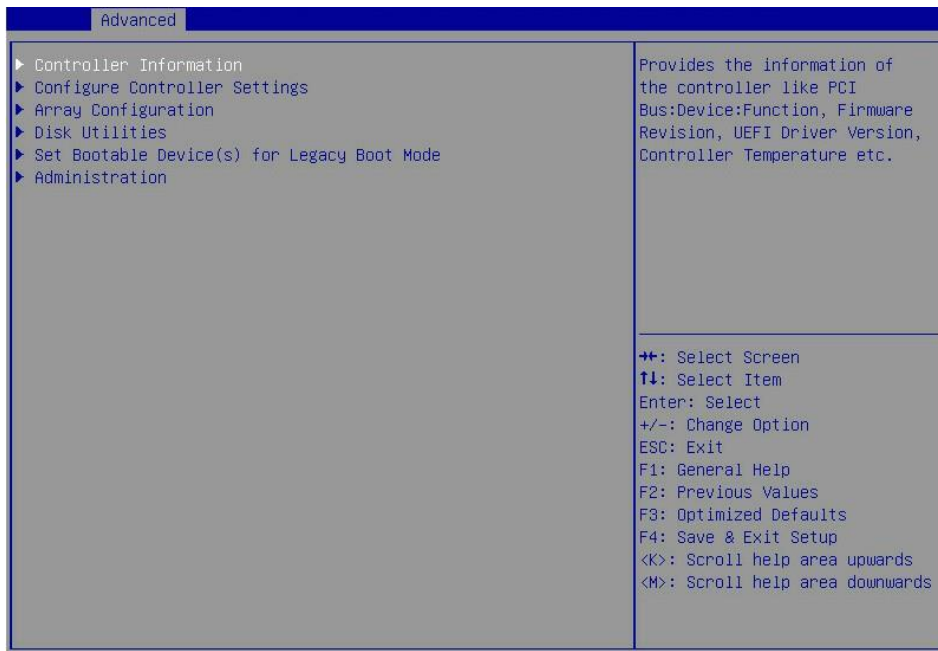 Advanced
Controller Information
Configure Controller Settings
Array Configuration
Disk Utilities
Set Bootable Device(s) for Legacy Boot Mode
Administration
Provides the information of
the controller like PCI
Bus:Device:Function, Firmware
Revision, UEFI Driver Version,
Controller Temperature etc.
→←: Select Screen
↑↓: Select Item
Enter: Select
+/-: Change Option
ESC: Exit
F1: General Help
F2: Previous Values
F3: Optimized Defaults
F4: Save & Exit Setup
<K>: Scroll help area upwards
<M>: Scroll help area downwards